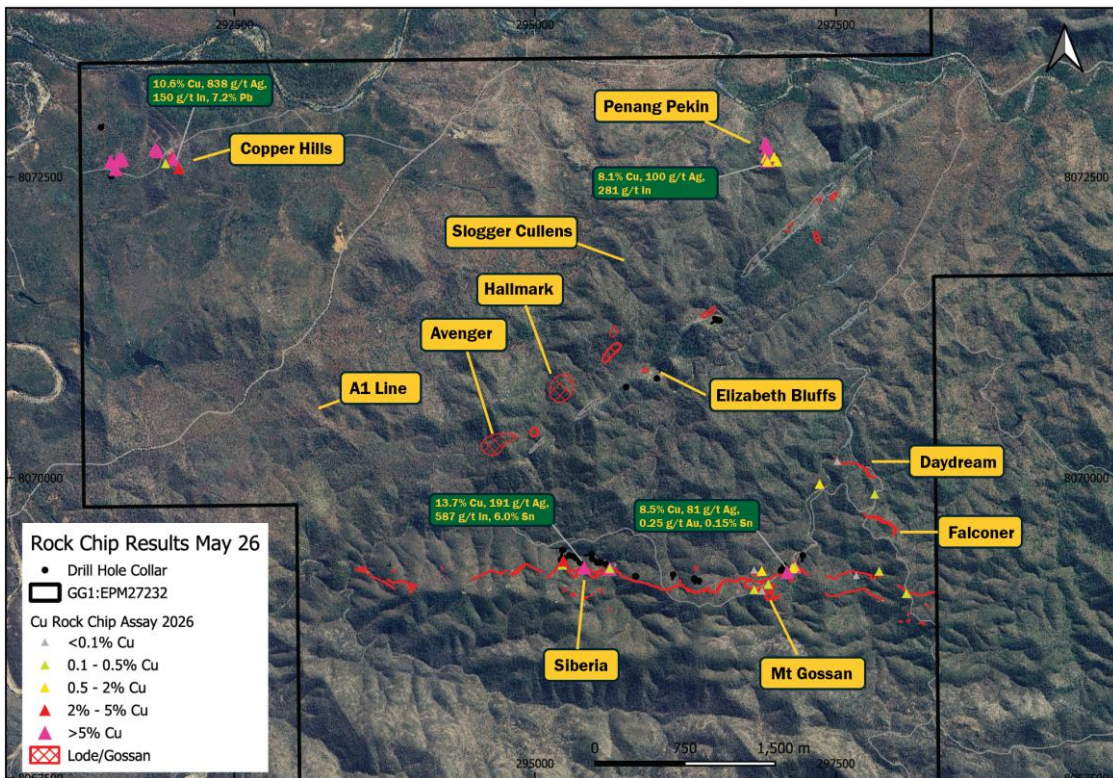 292500
295000
297500
10.6% Cu, 838 g/t Ag,
150 g/t In, 7.2% Pb
Copper Hills
Penang Pekin
8072500
8072500
8.1% Cu, 100 g/t Ag,
281 g/t In
Slogger Cullens
Hallmark
Avenger
A1 Line
Elizabeth Bluffs
Daydream
8070000
8070000
13.7% Cu, 191 g/t Ag,
587 g/t In, 6.0% Sn
8.5% Cu, 81 g/t Ag,
0.25 g/t Au, 0.15% Sn
Falconer
Siberia
Mt Gossan
Rock Chip Results May 26
Drill Hole Collar
GG1:EPM27232
Cu Rock Chip Assay 2026
<0.1% Cu
0.1 - 0.5% Cu
0.5 - 2% Cu
2% - 5% Cu
>5% Cu
Lode/Gossan
0 750 1,500 m
295000
297500